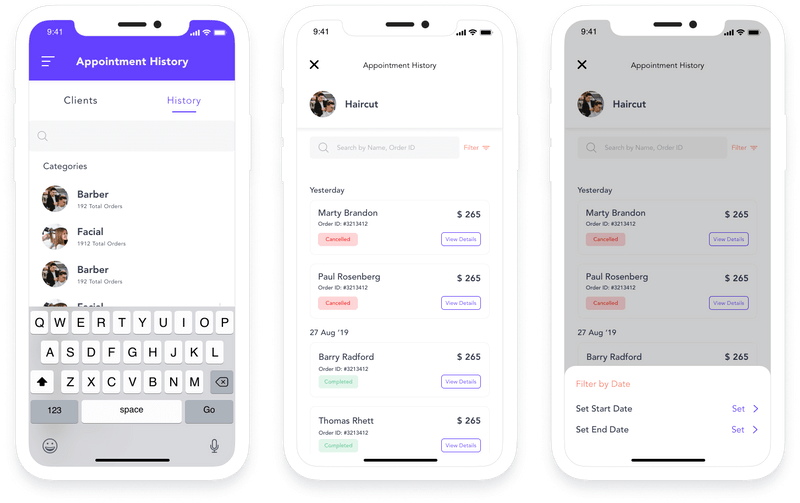 9:41
Appointment History
Clients History
Categories
Barber
192 Total Orders
Facial
1912 Total Orders
Barber
192 Total Orders
Facial
Q W E R T Y U I O P
A S D F G H J K L
Z X C V B N M
123 space Go
9:41
Appointment History
Haircut
Search by Name, Order ID Filter
Yesterday
Marty Brandon $ 265
Order ID: #3213412
Cancelled View Details
Paul Rosenberg $ 265
Order ID: #3213412
Cancelled View Details
27 Aug '19
Barry Radford $ 265
Order ID: #3213412
Completed View Details
Thomas Rhett $ 265
Order ID: #3213412
Completed View Details
9:41
Appointment History
Haircut
Search by Name, Order ID Filter
Yesterday
Marty Brandon $ 265
Order ID: #3213412
Cancelled View Details
Paul Rosenberg $ 265
Order ID: #3213412
Cancelled View Details
27 Aug '19
Barry Radford $ 265
Filter by Date
Set Start Date Set
Set End Date Set